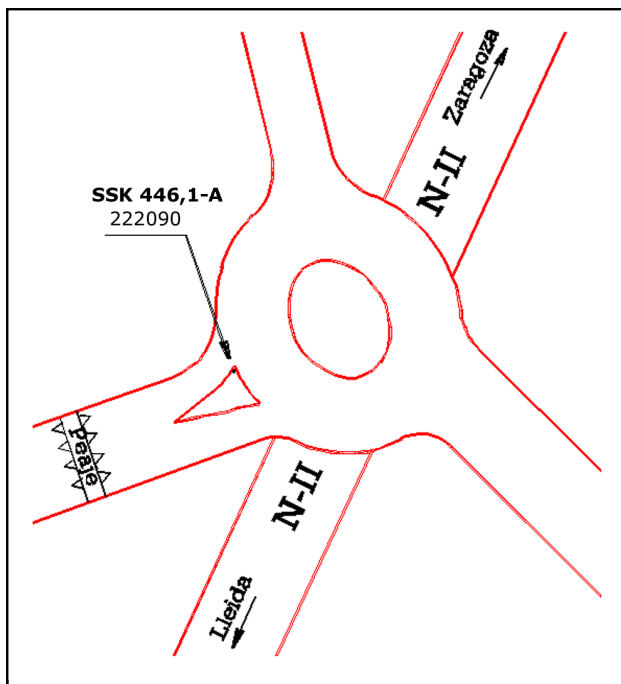 Zaragoza
N-II
SSK 446,1-A
222090
Peaje
N-II
Lleida